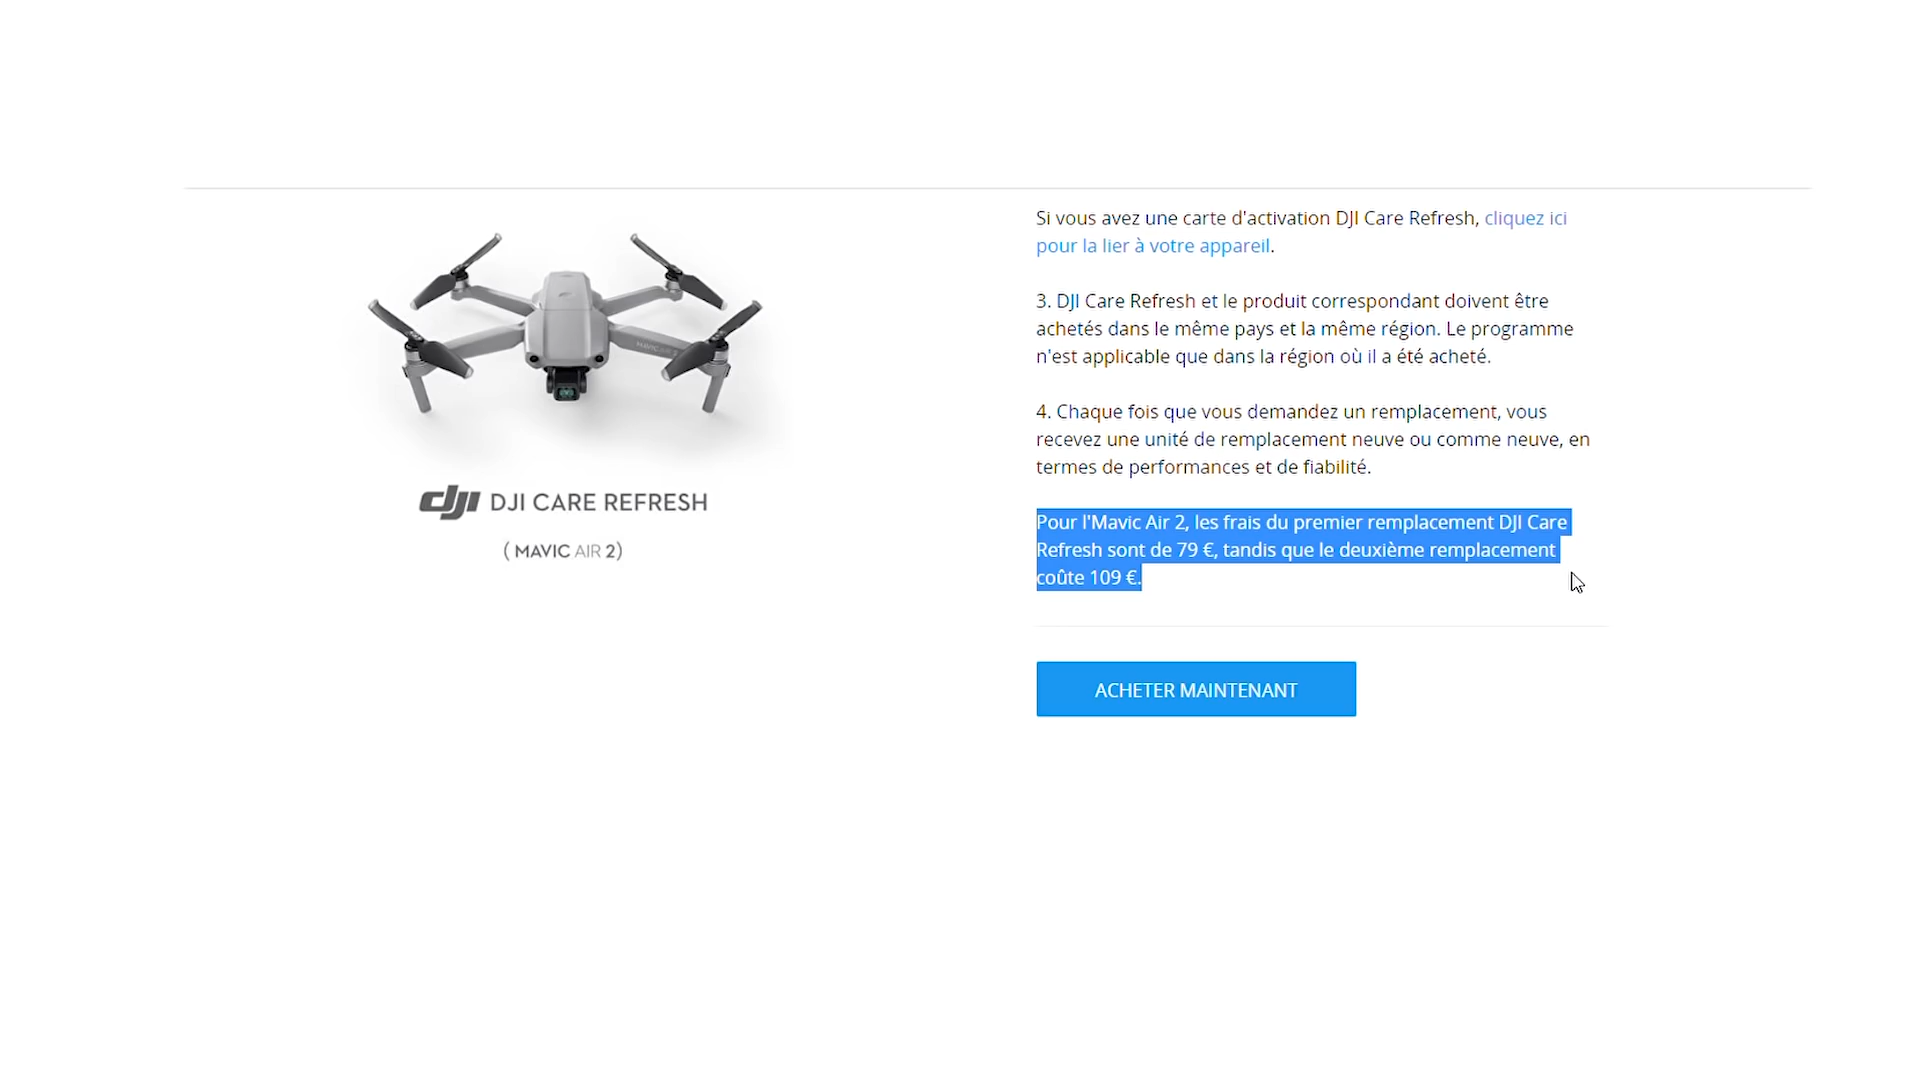 Si vous avez une carte d'activation DJI Care Refresh, cliquez ici
pour la lier à votre appareil.
3. DJI Care Refresh et le produit correspondant doivent être
achetés dans le même pays et la même région. Le programme
n'est applicable que dans la région où il a été acheté.
4. Chaque fois que vous demandez un remplacement, vous
recevez une unité de remplacement neuve ou comme neuve, en
termes de performances et de fiabilité.
Pour l'Mavic Air 2, les frais du premier remplacement DJI Care
Refresh sont de 79 €, tandis que le deuxième remplacement
coûte 109 €.
ACHETER MAINTENANT
MAVIC AIR 2
dji DJI CARE REFRESH
( MAVIC AIR 2)